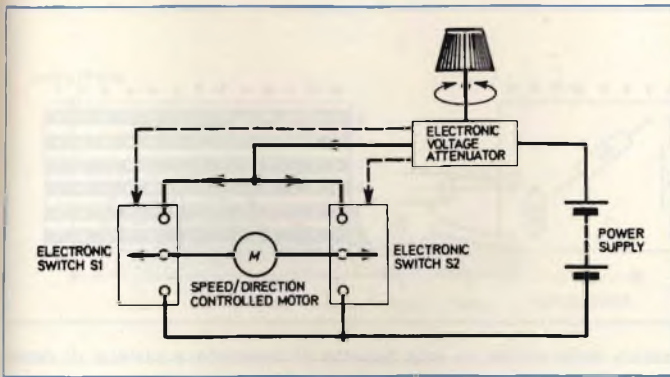 ELECTRONIC
VOLTAGE
ATTENUATOR
ELECTRONIC
SWITCH S1
M
SPEED/DIRECTION
CONTROLLED MOTOR
ELECTRONIC
SWITCH S2
POWER
SUPPLY